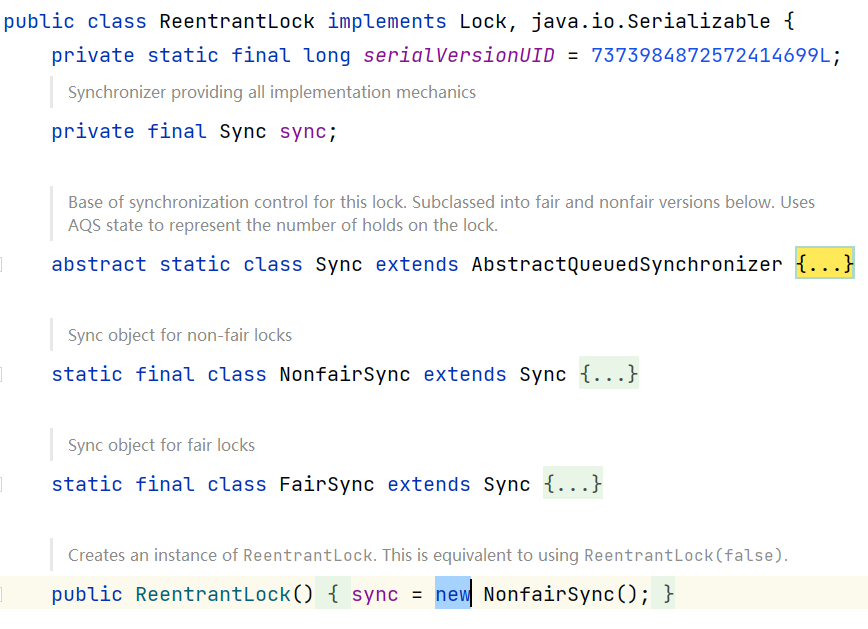 public class ReentrantLock implements Lock, java.io.Serializable {
private static final long serialVersionUID = 7373984872572414699L;
Synchronizer providing all implementation mechanics
private final Sync sync;
Base of synchronization control for this lock. Subclassed into fair and nonfair versions below. Uses
AQS state to represent the number of holds on the lock.
abstract static class Sync extends AbstractQueuedSynchronizer {...}
Sync object for non-fair locks
static final class NonfairSync extends Sync {...}
Sync object for fair locks
static final class FairSync extends Sync {...}
Creates an instance of ReentrantLock. This is equivalent to using ReentrantLock(false).
public ReentrantLock() { sync = new NonfairSync(); }